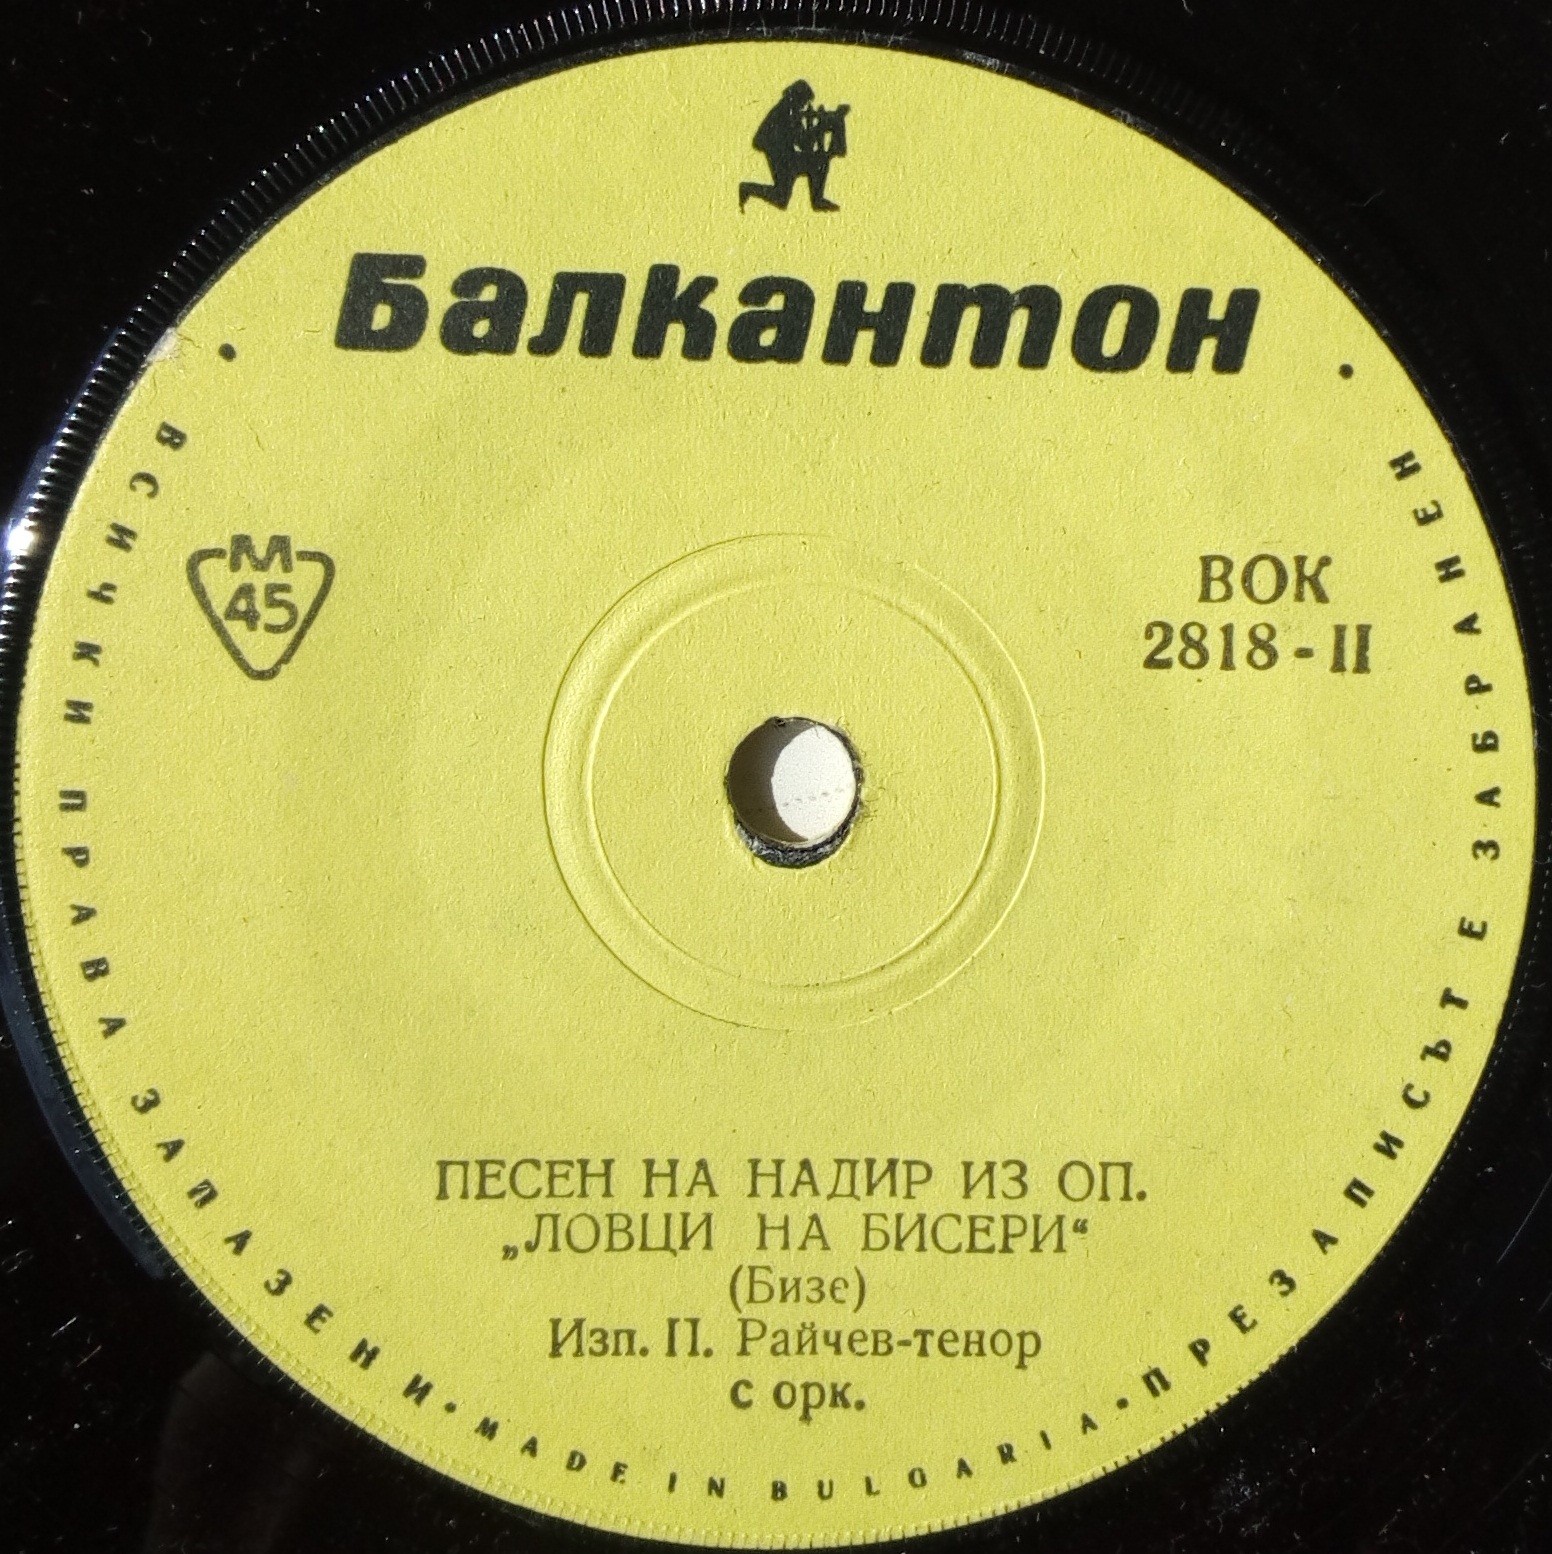 Балкантон
М
45
ВОК
2818-II
ПЕСЕН НА НАДИР ИЗ ОП.
„ЛОВЦИ НА БИСЕРИ“
(Бизе)
Изп. П. Райчев-тенор
с орк.
• ВСИЧКИ ПРАВА ЗАПАЗЕНИ • MADE IN BULGARIA • ПРЕЗАПИСЪТ Е ЗАБРАНЕН •